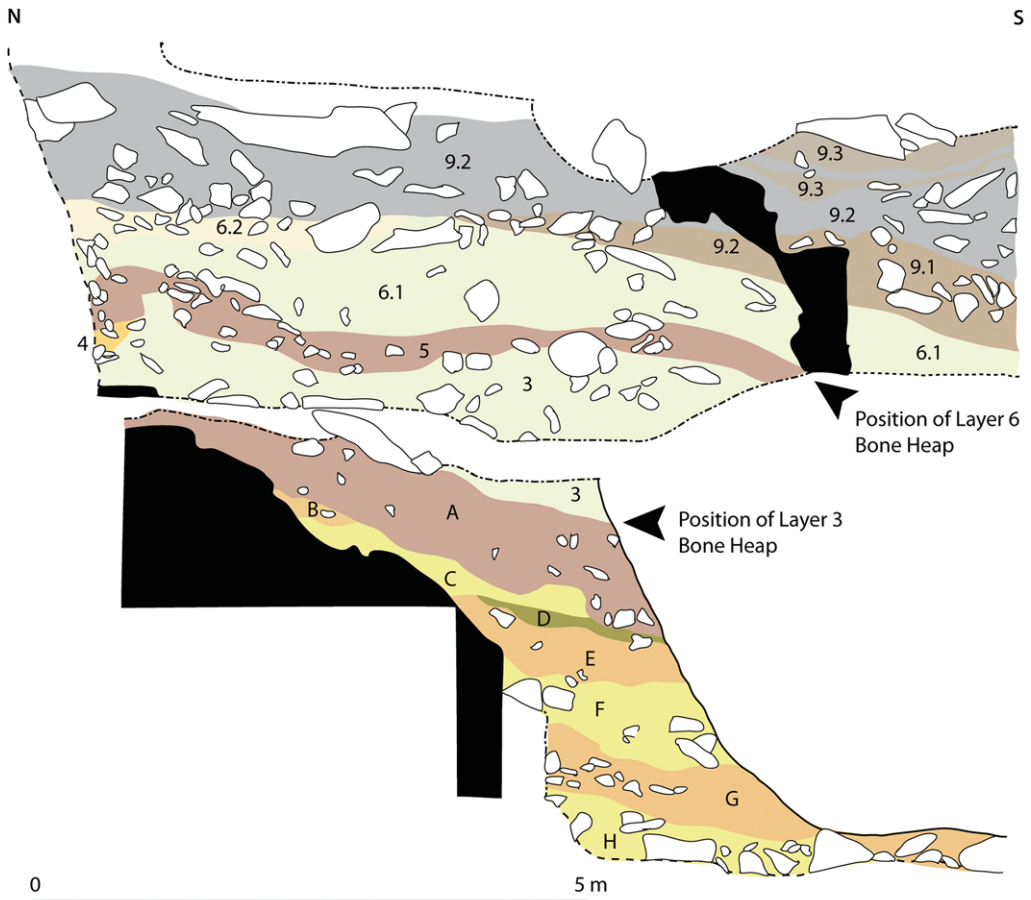 N
S
9.2
9.3
9.3
9.2
6.2
9.2
9.1
6.1
4
5
3
6.1
Position of Layer 6
Bone Heap
3
B
A
Position of Layer 3
Bone Heap
C
D
E
F
G
H
0
5 m